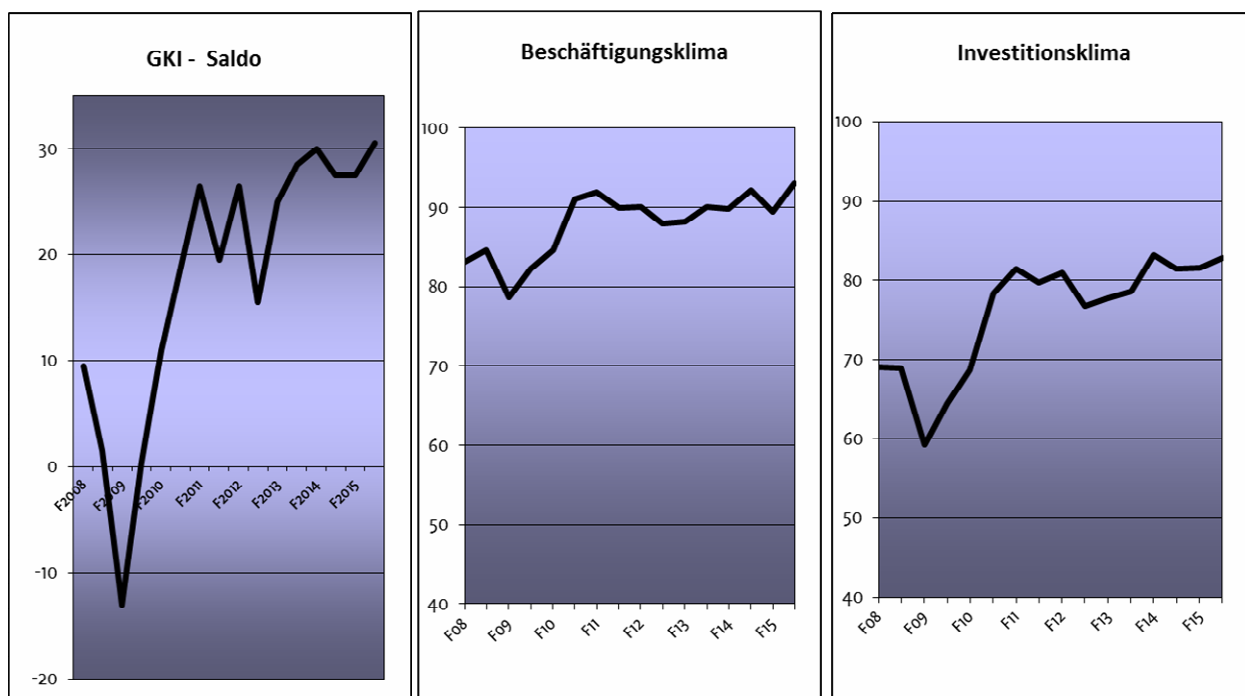 GKI - Saldo
30
20
10
0
-10
-20
F2008
F2009
F2010
F2011
F2012
F2013
F2014
F2015
Beschäftigungsklima
100
90
80
70
60
50
40
F08
F09
F10
F11
F12
F13
F14
F15
Investitionsklima
100
90
80
70
60
50
40
F08
F09
F10
F11
F12
F13
F14
F15